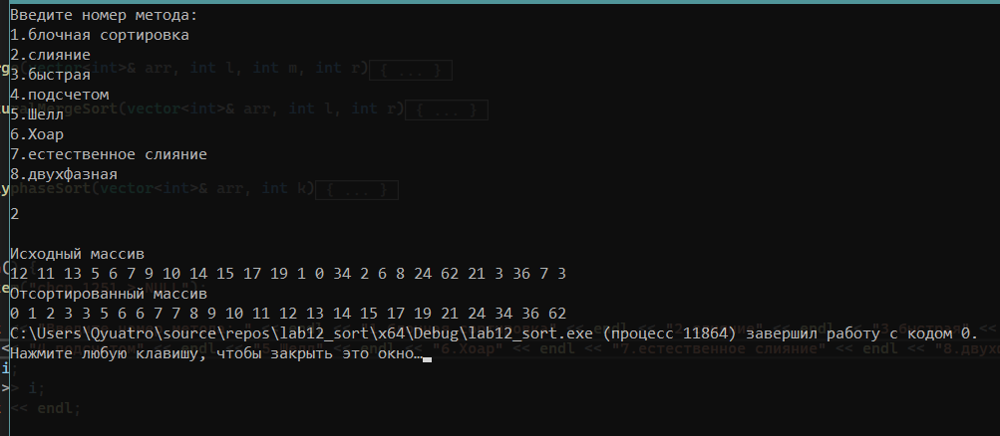 Введите номер метода:
1.блочная сортировка
2.слияние
3.быстрая
4.подсчетом
5.Шелл
6.Хоар
7.естественное слияние
8.двухфазная
2
Исходный массив
12 11 13 5 6 7 9 10 14 15 17 19 1 0 34 2 6 8 24 62 21 3 36 7 3
Отсортированный массив
0 1 2 3 3 5 6 6 7 7 8 9 10 11 12 13 14 15 17 19 21 24 34 36 62
C:\Users\Qyuatro\source\repos\lab12_sort\x64\Debug\lab12_sort.exe (процесс 11864) завершил работу с кодом 0.
Нажмите любую клавишу, чтобы закрыть это окно…